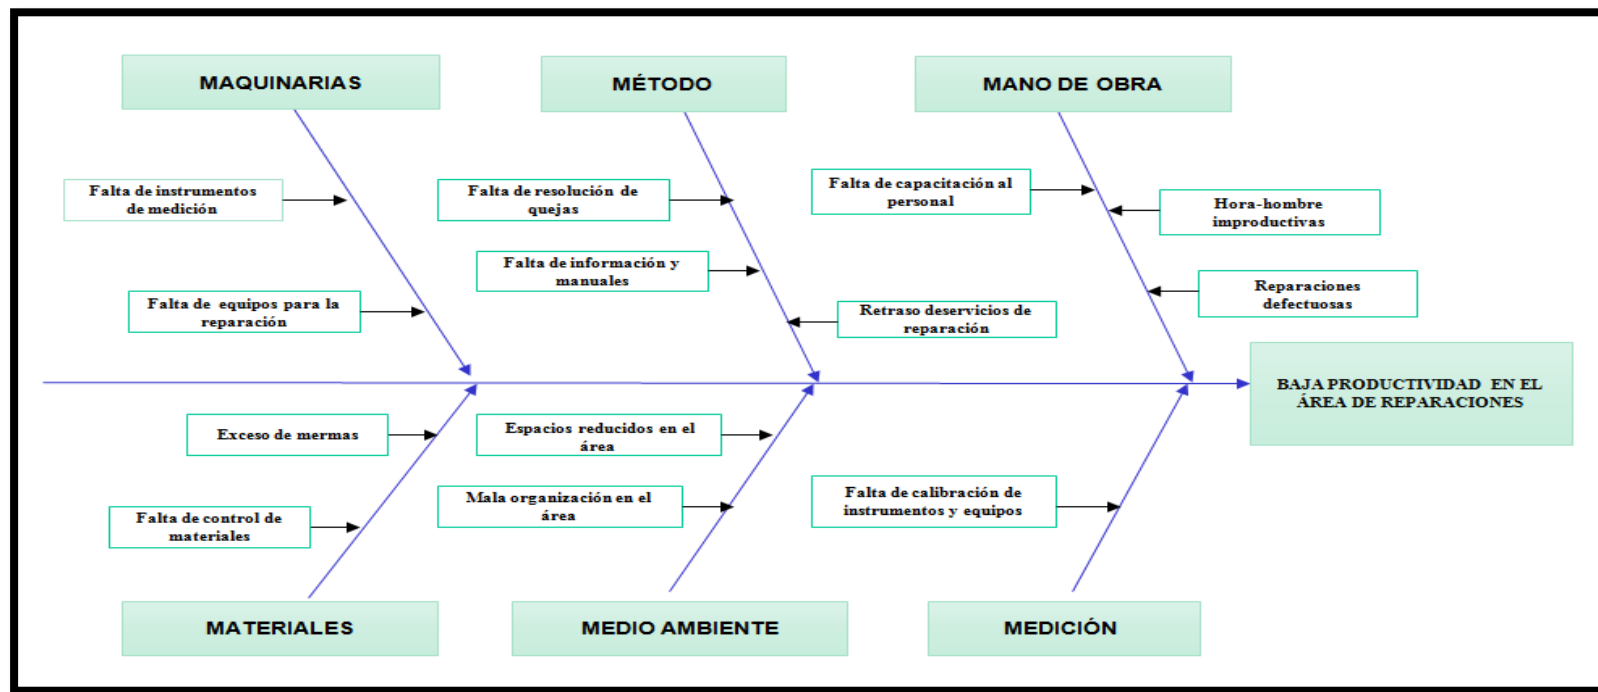 MAQUINARIAS
MÉTODO
MANO DE OBRA
Falta de instrumentos
de medición
Falta de resolución de
quejas
Falta de capacitación al
personal
Hora-hombre
improductivas
Falta de información y
manuales
Reparaciones
defectuosas
Falta de equipos para la
reparación
Retraso deservicios de
reparación
BAJA PRODUCTIVIDAD EN EL
ÁREA DE REPARACIONES
Exceso de mermas
Espacios reducidos en el
área
Mala organización en el
área
Falta de calibración de
instrumentos y equipos
Falta de control de
materiales
MATERIALES
MEDIO AMBIENTE
MEDICIÓN